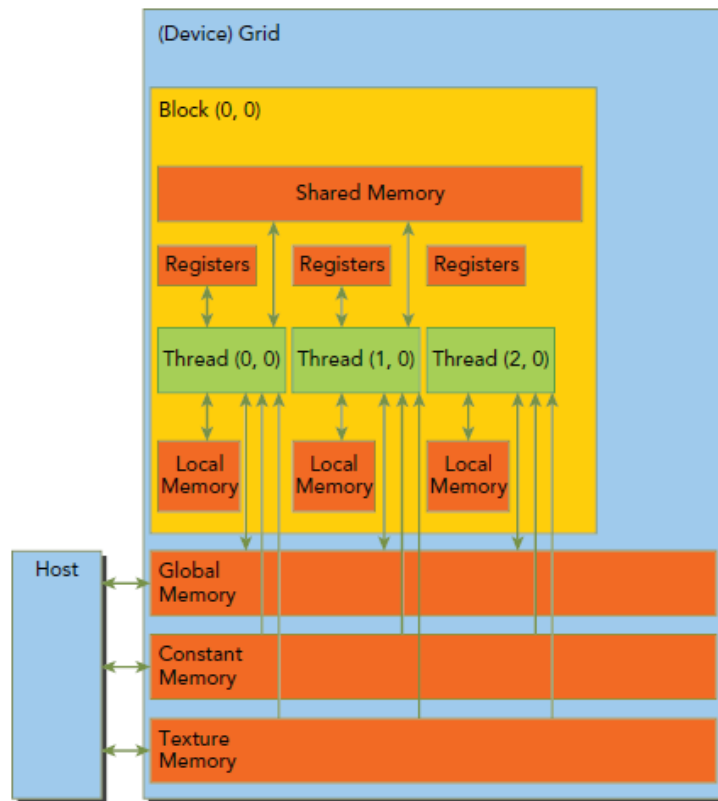 (Device) Grid
Block (0, 0)
Shared Memory
Registers
Registers
Registers
Thread (0, 0)
Thread (1, 0)
Thread (2, 0)
Local
Memory
Local
Memory
Local
Memory
Host
Global
Memory
Constant
Memory
Texture
Memory